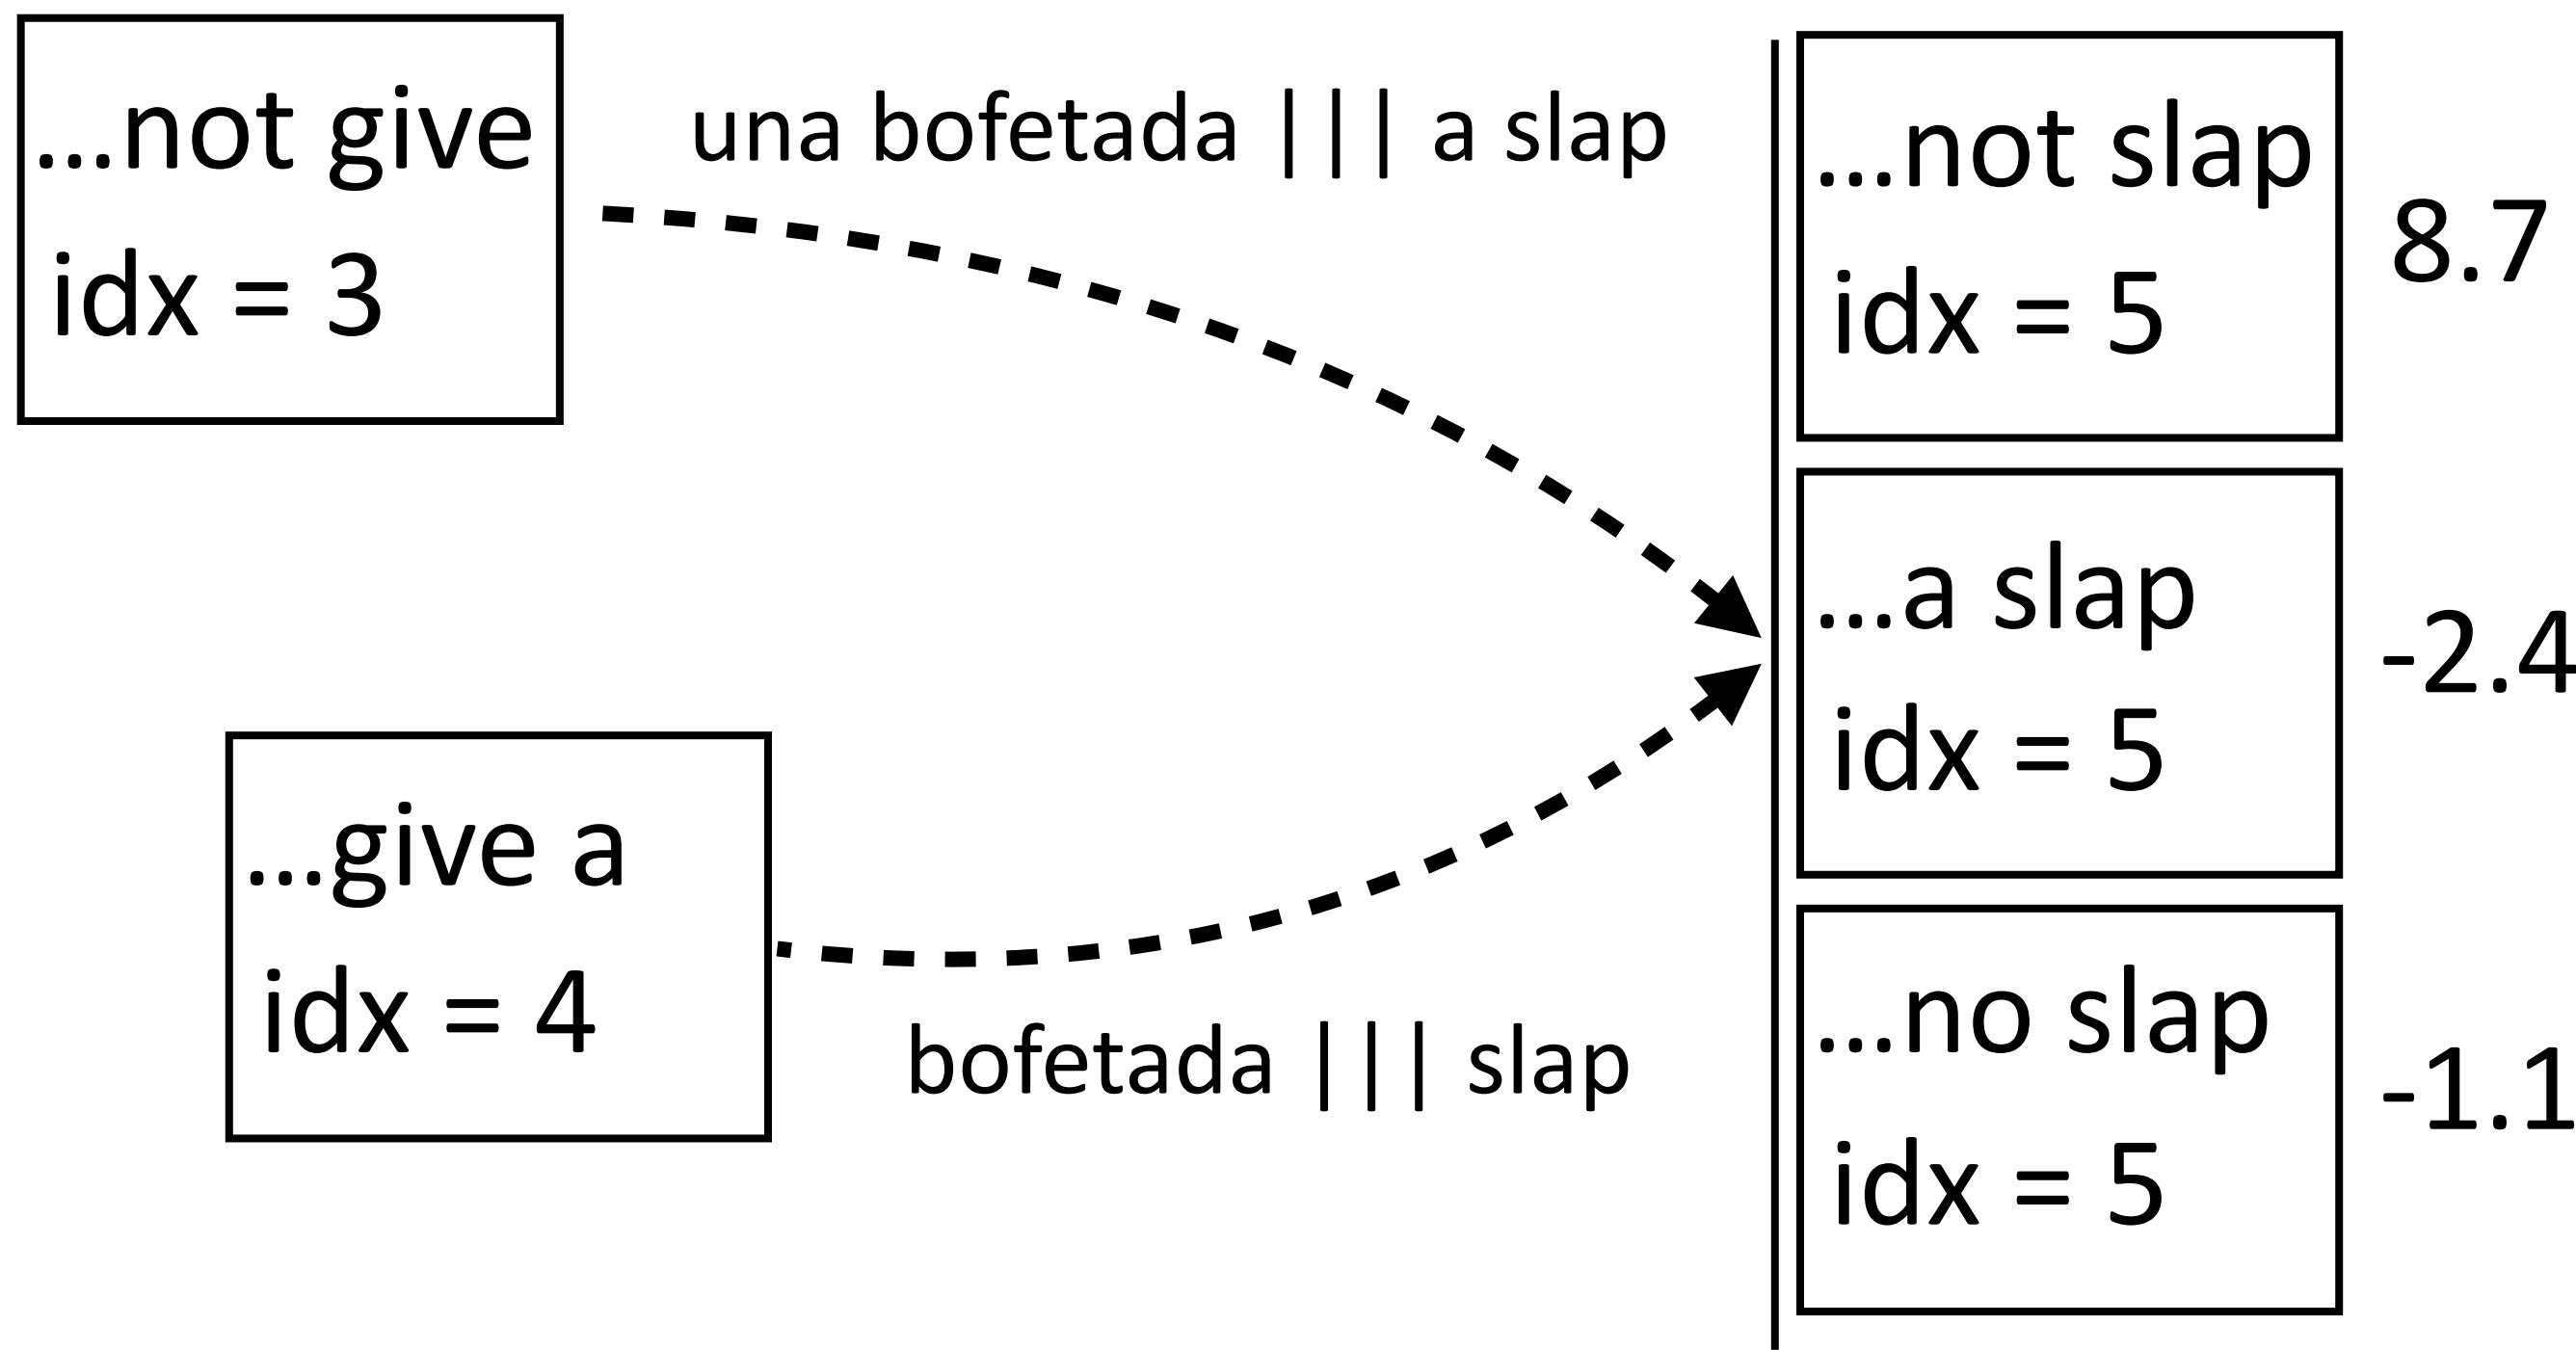 ...not give
idx = 3
una bofetada ||| a slap
...give a
idx = 4
bofetada ||| slap
...not slap
idx = 5
8.7
...a slap
idx = 5
-2.4
...no slap
idx = 5
-1.1